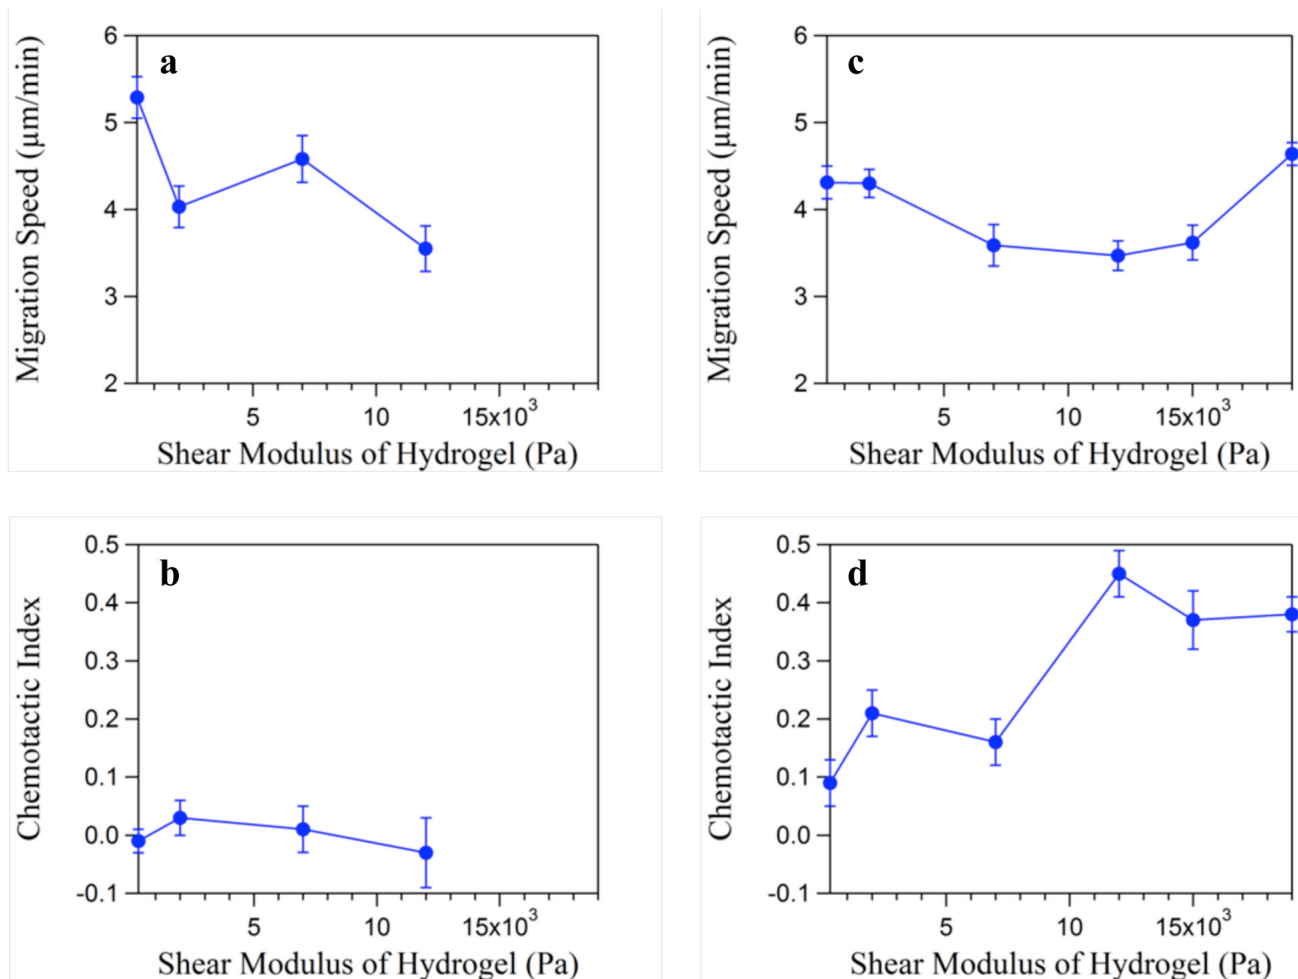 a
Migration Speed (µm/min)
6
5
4
3
2
5 10 15x10³
Shear Modulus of Hydrogel (Pa)
c
Migration Speed (µm/min)
6
5
4
3
2
5 10 15x10³
Shear Modulus of Hydrogel (Pa)
b
Chemotactic Index
0.5
0.4
0.3
0.2
0.1
0.0
-0.1
5 10 15x10³
Shear Modulus of Hydrogel (Pa)
d
Chemotactic Index
0.5
0.4
0.3
0.2
0.1
0.0
-0.1
5 10 15x10³
Shear Modulus of Hydrogel (Pa)